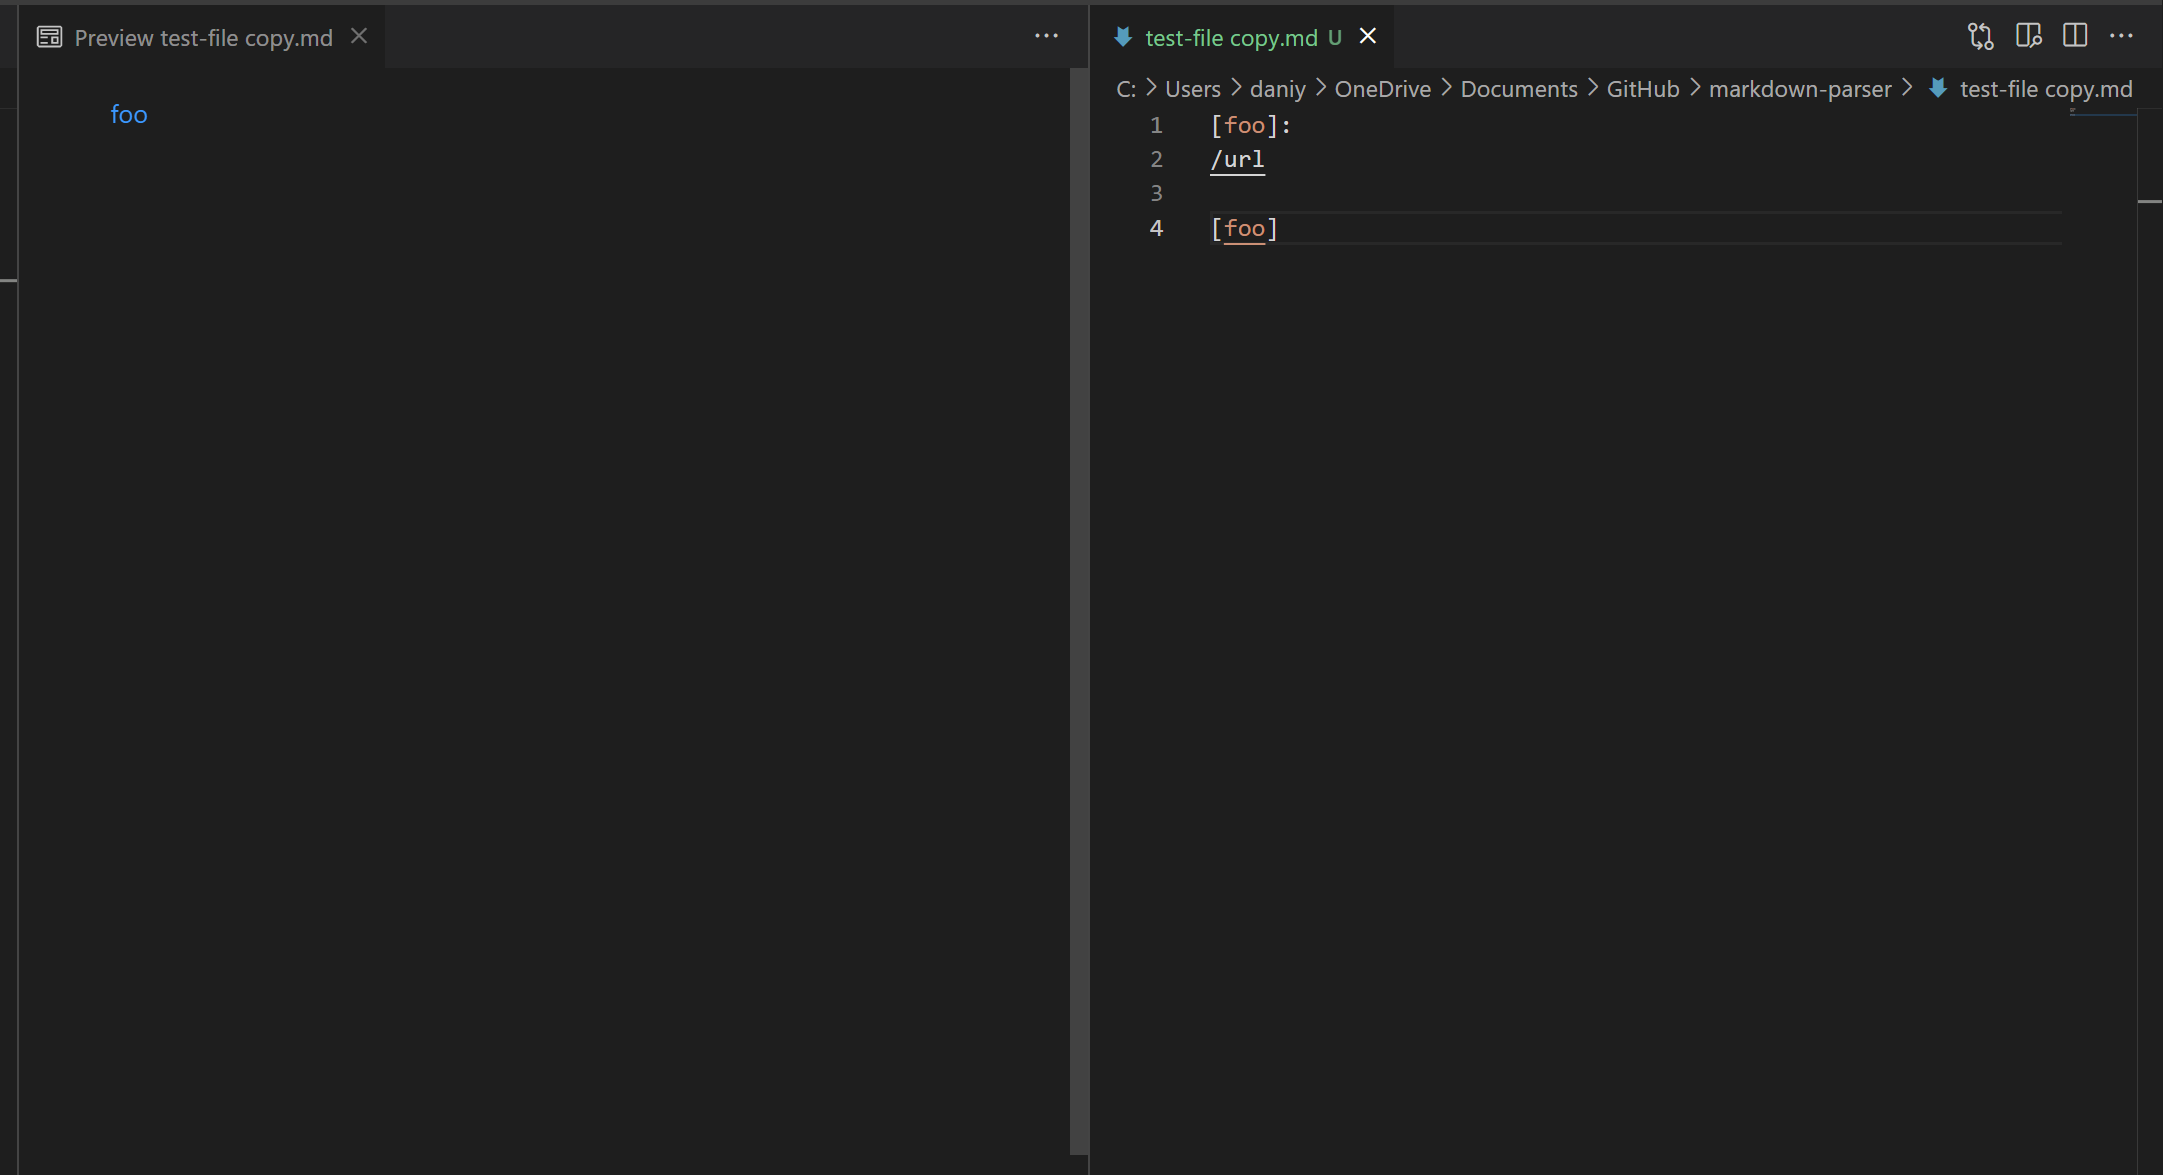 Preview test-file copy.md
foo
test-file copy.md U
C: > Users > daniy > OneDrive > Documents > GitHub > markdown-parser > test-file copy.md
1 [foo]:
2 /url
3
4 [foo]